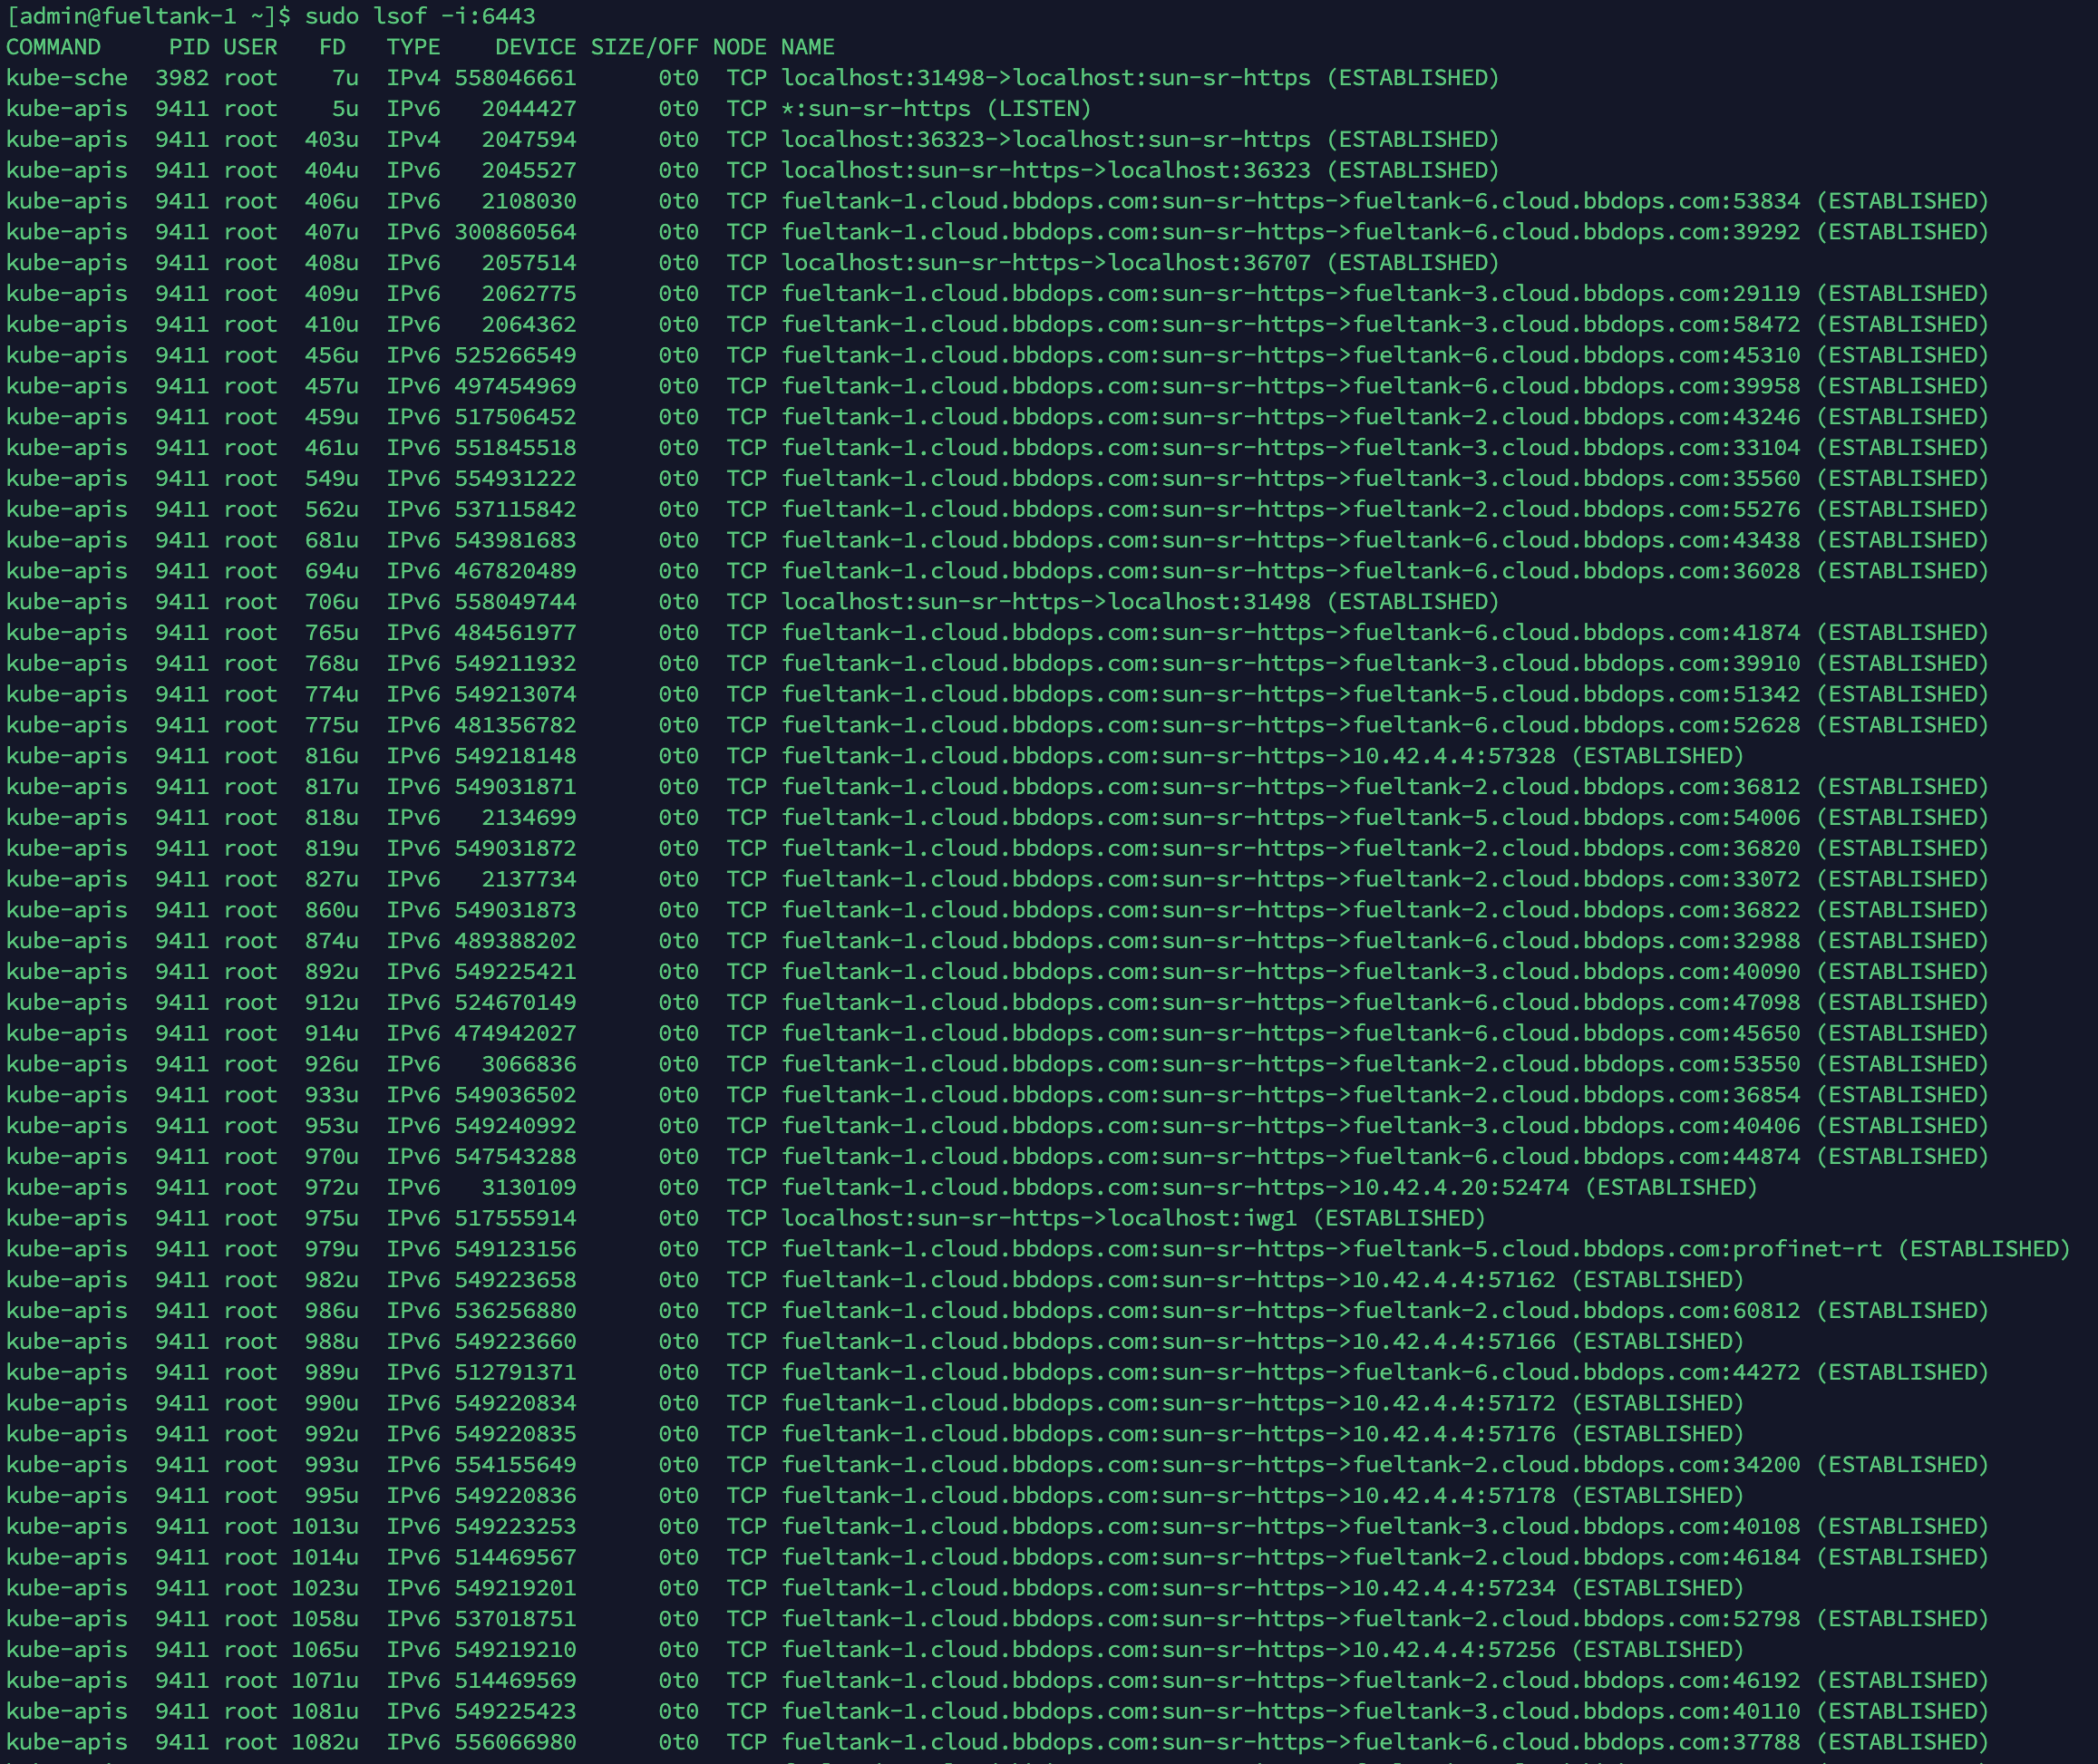 [admin@fueltank-1 ~]$ sudo lsof -i:6443
COMMAND     PID USER   FD   TYPE    DEVICE SIZE/OFF NODE NAME
kube-sche  3982 root    7u  IPv4 558046661      0t0  TCP localhost:31498->localhost:sun-sr-https (ESTABLISHED)
kube-apis  9411 root    5u  IPv6   2044427      0t0  TCP *:sun-sr-https (LISTEN)
kube-apis  9411 root  403u  IPv4   2047594      0t0  TCP localhost:36323->localhost:sun-sr-https (ESTABLISHED)
kube-apis  9411 root  404u  IPv6   2045527      0t0  TCP localhost:sun-sr-https->localhost:36323 (ESTABLISHED)
kube-apis  9411 root  406u  IPv6   2108030      0t0  TCP fueltank-1.cloud.bbdops.com:sun-sr-https->fueltank-6.cloud.bbdops.com:53834 (ESTABLISHED)
kube-apis  9411 root  407u  IPv6 300860564      0t0  TCP fueltank-1.cloud.bbdops.com:sun-sr-https->fueltank-6.cloud.bbdops.com:39292 (ESTABLISHED)
kube-apis  9411 root  408u  IPv6   2057514      0t0  TCP localhost:sun-sr-https->localhost:36707 (ESTABLISHED)
kube-apis  9411 root  409u  IPv6   2062775      0t0  TCP fueltank-1.cloud.bbdops.com:sun-sr-https->fueltank-3.cloud.bbdops.com:29119 (ESTABLISHED)
kube-apis  9411 root  410u  IPv6   2064362      0t0  TCP fueltank-1.cloud.bbdops.com:sun-sr-https->fueltank-3.cloud.bbdops.com:58472 (ESTABLISHED)
kube-apis  9411 root  456u  IPv6 525266549      0t0  TCP fueltank-1.cloud.bbdops.com:sun-sr-https->fueltank-6.cloud.bbdops.com:45310 (ESTABLISHED)
kube-apis  9411 root  457u  IPv6 497454969      0t0  TCP fueltank-1.cloud.bbdops.com:sun-sr-https->fueltank-6.cloud.bbdops.com:39958 (ESTABLISHED)
kube-apis  9411 root  459u  IPv6 517506452      0t0  TCP fueltank-1.cloud.bbdops.com:sun-sr-https->fueltank-2.cloud.bbdops.com:43246 (ESTABLISHED)
kube-apis  9411 root  461u  IPv6 551845518      0t0  TCP fueltank-1.cloud.bbdops.com:sun-sr-https->fueltank-3.cloud.bbdops.com:33104 (ESTABLISHED)
kube-apis  9411 root  549u  IPv6 554931222      0t0  TCP fueltank-1.cloud.bbdops.com:sun-sr-https->fueltank-3.cloud.bbdops.com:35560 (ESTABLISHED)
kube-apis  9411 root  562u  IPv6 537115842      0t0  TCP fueltank-1.cloud.bbdops.com:sun-sr-https->fueltank-2.cloud.bbdops.com:55276 (ESTABLISHED)
kube-apis  9411 root  681u  IPv6 543981683      0t0  TCP fueltank-1.cloud.bbdops.com:sun-sr-https->fueltank-6.cloud.bbdops.com:43438 (ESTABLISHED)
kube-apis  9411 root  694u  IPv6 467820489      0t0  TCP fueltank-1.cloud.bbdops.com:sun-sr-https->fueltank-6.cloud.bbdops.com:36028 (ESTABLISHED)
kube-apis  9411 root  706u  IPv6 558049744      0t0  TCP localhost:sun-sr-https->localhost:31498 (ESTABLISHED)
kube-apis  9411 root  765u  IPv6 484561977      0t0  TCP fueltank-1.cloud.bbdops.com:sun-sr-https->fueltank-6.cloud.bbdops.com:41874 (ESTABLISHED)
kube-apis  9411 root  768u  IPv6 549211932      0t0  TCP fueltank-1.cloud.bbdops.com:sun-sr-https->fueltank-3.cloud.bbdops.com:39910 (ESTABLISHED)
kube-apis  9411 root  774u  IPv6 549213074      0t0  TCP fueltank-1.cloud.bbdops.com:sun-sr-https->fueltank-5.cloud.bbdops.com:51342 (ESTABLISHED)
kube-apis  9411 root  775u  IPv6 481356782      0t0  TCP fueltank-1.cloud.bbdops.com:sun-sr-https->fueltank-6.cloud.bbdops.com:52628 (ESTABLISHED)
kube-apis  9411 root  816u  IPv6 549218148      0t0  TCP fueltank-1.cloud.bbdops.com:sun-sr-https->10.42.4.4:57328 (ESTABLISHED)
kube-apis  9411 root  817u  IPv6 549031871      0t0  TCP fueltank-1.cloud.bbdops.com:sun-sr-https->fueltank-2.cloud.bbdops.com:36812 (ESTABLISHED)
kube-apis  9411 root  818u  IPv6   2134699      0t0  TCP fueltank-1.cloud.bbdops.com:sun-sr-https->fueltank-5.cloud.bbdops.com:54006 (ESTABLISHED)
kube-apis  9411 root  819u  IPv6 549031872      0t0  TCP fueltank-1.cloud.bbdops.com:sun-sr-https->fueltank-2.cloud.bbdops.com:36820 (ESTABLISHED)
kube-apis  9411 root  827u  IPv6   2137734      0t0  TCP fueltank-1.cloud.bbdops.com:sun-sr-https->fueltank-2.cloud.bbdops.com:33072 (ESTABLISHED)
kube-apis  9411 root  860u  IPv6 549031873      0t0  TCP fueltank-1.cloud.bbdops.com:sun-sr-https->fueltank-2.cloud.bbdops.com:36822 (ESTABLISHED)
kube-apis  9411 root  874u  IPv6 489388202      0t0  TCP fueltank-1.cloud.bbdops.com:sun-sr-https->fueltank-6.cloud.bbdops.com:32988 (ESTABLISHED)
kube-apis  9411 root  892u  IPv6 549225421      0t0  TCP fueltank-1.cloud.bbdops.com:sun-sr-https->fueltank-3.cloud.bbdops.com:40090 (ESTABLISHED)
kube-apis  9411 root  912u  IPv6 524670149      0t0  TCP fueltank-1.cloud.bbdops.com:sun-sr-https->fueltank-6.cloud.bbdops.com:47098 (ESTABLISHED)
kube-apis  9411 root  914u  IPv6 474942027      0t0  TCP fueltank-1.cloud.bbdops.com:sun-sr-https->fueltank-6.cloud.bbdops.com:45650 (ESTABLISHED)
kube-apis  9411 root  926u  IPv6   3066836      0t0  TCP fueltank-1.cloud.bbdops.com:sun-sr-https->fueltank-2.cloud.bbdops.com:53550 (ESTABLISHED)
kube-apis  9411 root  933u  IPv6 549036502      0t0  TCP fueltank-1.cloud.bbdops.com:sun-sr-https->fueltank-2.cloud.bbdops.com:36854 (ESTABLISHED)
kube-apis  9411 root  953u  IPv6 549240992      0t0  TCP fueltank-1.cloud.bbdops.com:sun-sr-https->fueltank-3.cloud.bbdops.com:40406 (ESTABLISHED)
kube-apis  9411 root  970u  IPv6 547543288      0t0  TCP fueltank-1.cloud.bbdops.com:sun-sr-https->fueltank-6.cloud.bbdops.com:44874 (ESTABLISHED)
kube-apis  9411 root  972u  IPv6   3130109      0t0  TCP fueltank-1.cloud.bbdops.com:sun-sr-https->10.42.4.20:52474 (ESTABLISHED)
kube-apis  9411 root  975u  IPv6 517555914      0t0  TCP localhost:sun-sr-https->localhost:iwg1 (ESTABLISHED)
kube-apis  9411 root  979u  IPv6 549123156      0t0  TCP fueltank-1.cloud.bbdops.com:sun-sr-https->fueltank-5.cloud.bbdops.com:profinet-rt (ESTABLISHED)
kube-apis  9411 root  982u  IPv6 549223658      0t0  TCP fueltank-1.cloud.bbdops.com:sun-sr-https->10.42.4.4:57162 (ESTABLISHED)
kube-apis  9411 root  986u  IPv6 536256880      0t0  TCP fueltank-1.cloud.bbdops.com:sun-sr-https->fueltank-2.cloud.bbdops.com:60812 (ESTABLISHED)
kube-apis  9411 root  988u  IPv6 549223660      0t0  TCP fueltank-1.cloud.bbdops.com:sun-sr-https->10.42.4.4:57166 (ESTABLISHED)
kube-apis  9411 root  989u  IPv6 512791371      0t0  TCP fueltank-1.cloud.bbdops.com:sun-sr-https->fueltank-6.cloud.bbdops.com:44272 (ESTABLISHED)
kube-apis  9411 root  990u  IPv6 549220834      0t0  TCP fueltank-1.cloud.bbdops.com:sun-sr-https->10.42.4.4:57172 (ESTABLISHED)
kube-apis  9411 root  992u  IPv6 549220835      0t0  TCP fueltank-1.cloud.bbdops.com:sun-sr-https->10.42.4.4:57176 (ESTABLISHED)
kube-apis  9411 root  993u  IPv6 554155649      0t0  TCP fueltank-1.cloud.bbdops.com:sun-sr-https->fueltank-2.cloud.bbdops.com:34200 (ESTABLISHED)
kube-apis  9411 root  995u  IPv6 549220836      0t0  TCP fueltank-1.cloud.bbdops.com:sun-sr-https->10.42.4.4:57178 (ESTABLISHED)
kube-apis  9411 root 1013u  IPv6 549223253      0t0  TCP fueltank-1.cloud.bbdops.com:sun-sr-https->fueltank-3.cloud.bbdops.com:40108 (ESTABLISHED)
kube-apis  9411 root 1014u  IPv6 514469567      0t0  TCP fueltank-1.cloud.bbdops.com:sun-sr-https->fueltank-2.cloud.bbdops.com:46184 (ESTABLISHED)
kube-apis  9411 root 1023u  IPv6 549219201      0t0  TCP fueltank-1.cloud.bbdops.com:sun-sr-https->10.42.4.4:57234 (ESTABLISHED)
kube-apis  9411 root 1058u  IPv6 537018751      0t0  TCP fueltank-1.cloud.bbdops.com:sun-sr-https->fueltank-2.cloud.bbdops.com:52798 (ESTABLISHED)
kube-apis  9411 root 1065u  IPv6 549219210      0t0  TCP fueltank-1.cloud.bbdops.com:sun-sr-https->10.42.4.4:57256 (ESTABLISHED)
kube-apis  9411 root 1071u  IPv6 514469569      0t0  TCP fueltank-1.cloud.bbdops.com:sun-sr-https->fueltank-2.cloud.bbdops.com:46192 (ESTABLISHED)
kube-apis  9411 root 1081u  IPv6 549225423      0t0  TCP fueltank-1.cloud.bbdops.com:sun-sr-https->fueltank-3.cloud.bbdops.com:40110 (ESTABLISHED)
kube-apis  9411 root 1082u  IPv6 556066980      0t0  TCP fueltank-1.cloud.bbdops.com:sun-sr-https->fueltank-6.cloud.bbdops.com:37788 (ESTABLISHED)